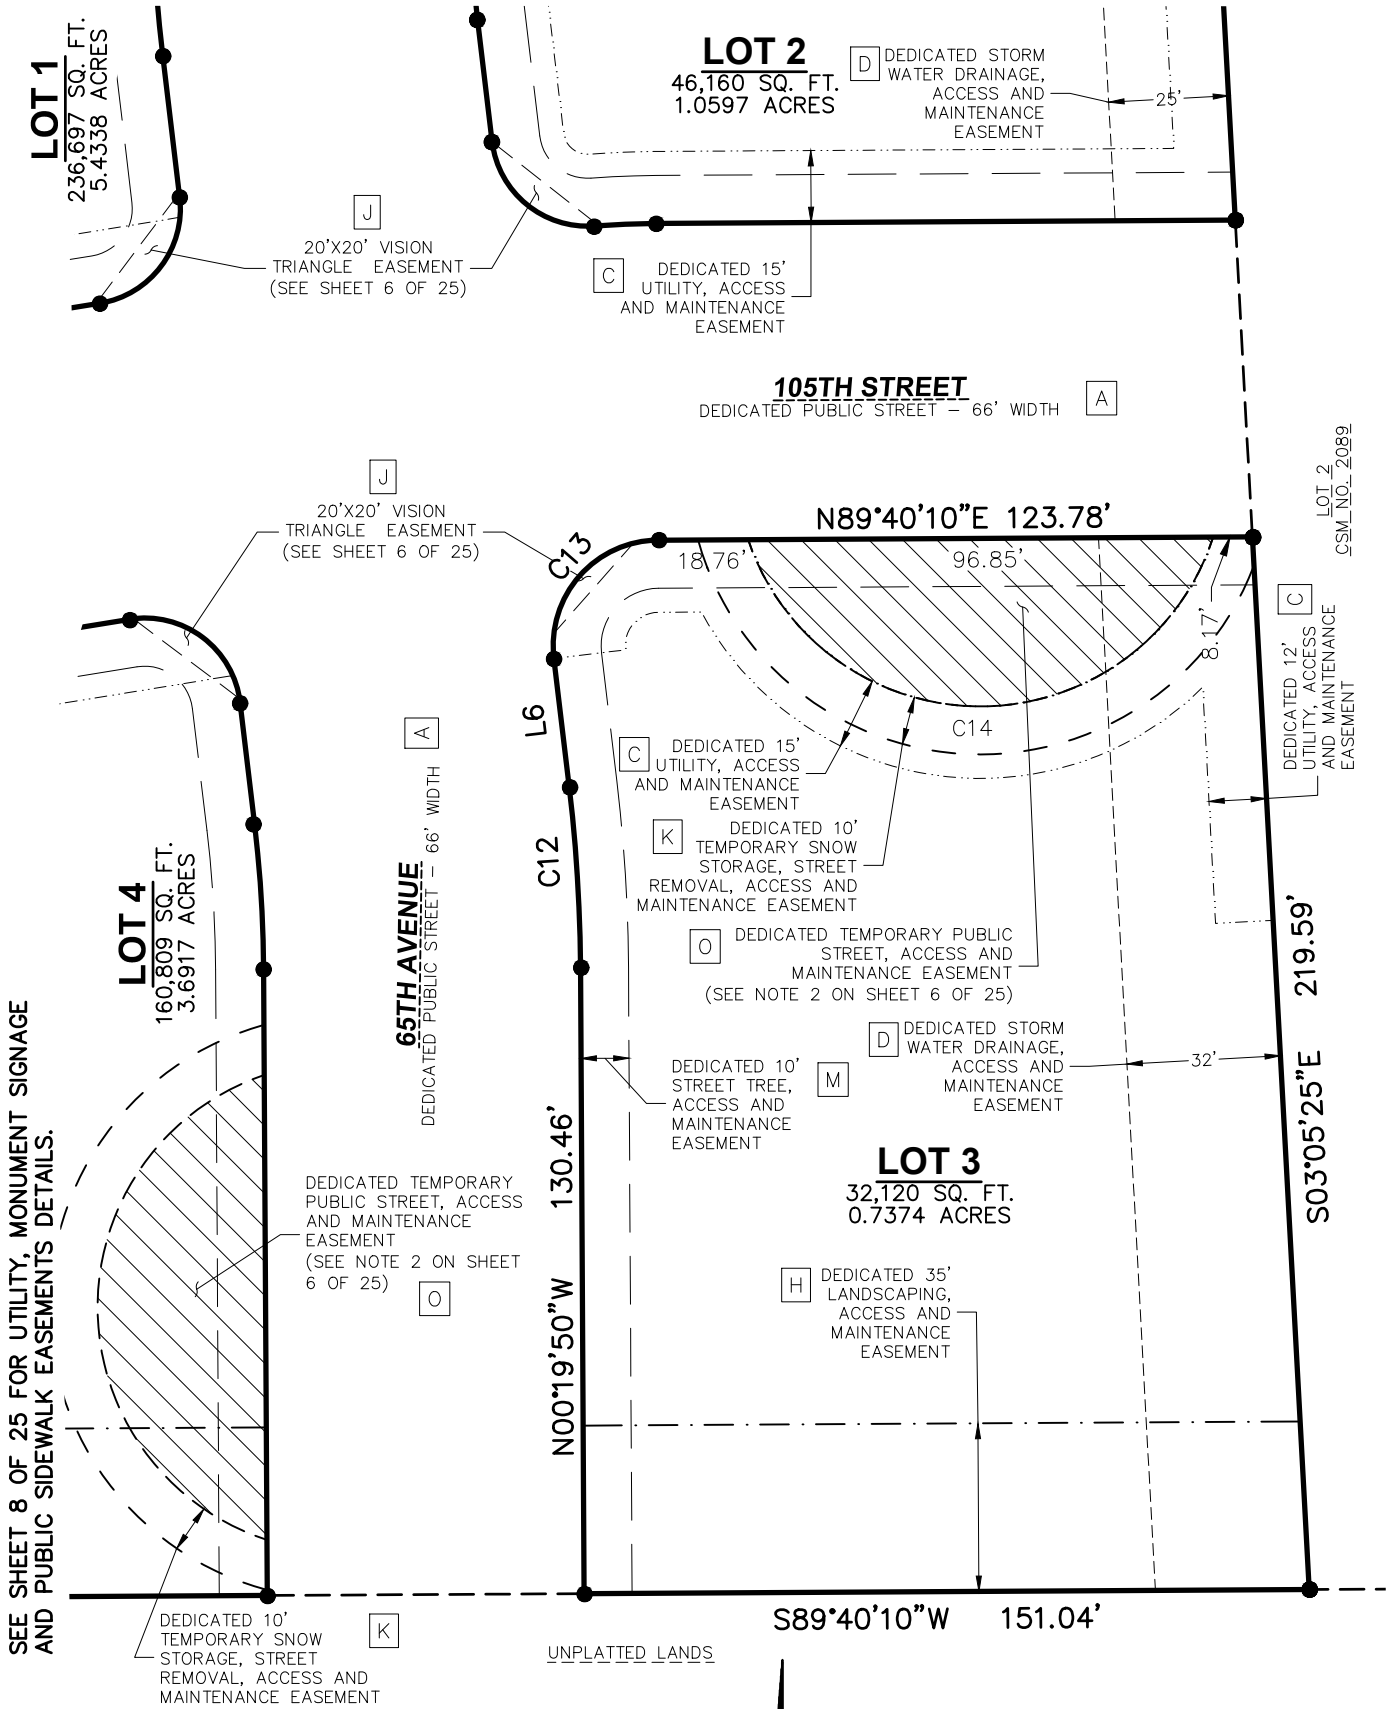 LOT 1
236,697 SQ. FT.
5.4338 ACRES
LOT 2
46,160 SQ. FT.
1.0597 ACRES
D
DEDICATED STORM
WATER DRAINAGE,
ACCESS AND
MAINTENANCE
EASEMENT
25'
J
20'X20' VISION
TRIANGLE EASEMENT
(SEE SHEET 6 OF 25)
C
DEDICATED 15'
UTILITY, ACCESS
AND MAINTENANCE
EASEMENT
105TH STREET
DEDICATED PUBLIC STREET – 66' WIDTH
A
LOT 2
CSM NO. 2089
J
20'X20' VISION
TRIANGLE EASEMENT
(SEE SHEET 6 OF 25)
C13
N89°40'10"E 123.78'
18.76'
96.85'
8.17'
C
DEDICATED 12'
UTILITY, ACCESS
AND MAINTENANCE
EASEMENT
L6
C14
A
C
DEDICATED 15'
UTILITY, ACCESS
AND MAINTENANCE
EASEMENT
K
DEDICATED 10'
TEMPORARY SNOW
STORAGE, STREET
REMOVAL, ACCESS AND
MAINTENANCE EASEMENT
C12
LOT 4
160,809 SQ. FT.
3.6917 ACRES
65TH AVENUE
DEDICATED PUBLIC STREET – 66' WIDTH
O
DEDICATED TEMPORARY PUBLIC
STREET, ACCESS AND
MAINTENANCE EASEMENT
(SEE NOTE 2 ON SHEET 6 OF 25)
S03°05'25"E 219.59'
D
DEDICATED STORM
WATER DRAINAGE,
ACCESS AND
MAINTENANCE
EASEMENT
32'
DEDICATED 10'
STREET TREE,
ACCESS AND
MAINTENANCE
EASEMENT
M
LOT 3
32,120 SQ. FT.
0.7374 ACRES
N00°19'50"W 130.46'
DEDICATED TEMPORARY
PUBLIC STREET, ACCESS
AND MAINTENANCE
EASEMENT
(SEE NOTE 2 ON SHEET
6 OF 25)
O
H
DEDICATED 35'
LANDSCAPING,
ACCESS AND
MAINTENANCE
EASEMENT
SEE SHEET 8 OF 25 FOR UTILITY, MONUMENT SIGNAGE
AND PUBLIC SIDEWALK EASEMENTS DETAILS.
DEDICATED 10'
TEMPORARY SNOW
STORAGE, STREET
REMOVAL, ACCESS AND
MAINTENANCE EASEMENT
K
S89°40'10"W 151.04'
UNPLATTED LANDS